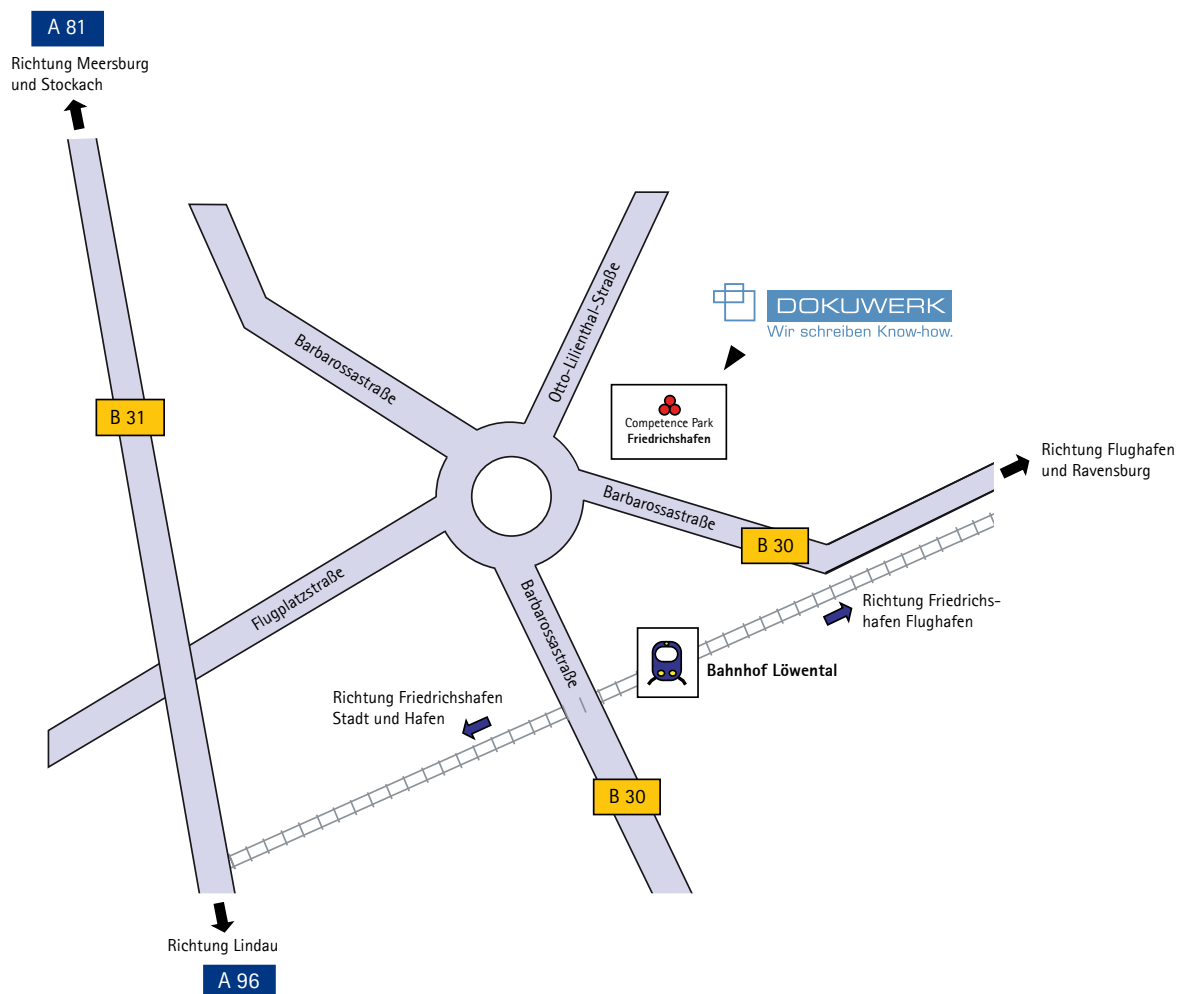 A 81
Richtung Meersburg
und Stockach
Otto-Lilienthal-Straße
DOKUWERK
Wir schreiben Know-how.
Barbarossastraße
B 31
Competence Park
Friedrichshafen
Richtung Flughafen
und Ravensburg
Barbarossastraße
B 30
Flugplatzstraße
Barbarossastraße
Richtung Friedrichs-
hafen Flughafen
Bahnhof Löwental
Richtung Friedrichshafen
Stadt und Hafen
B 30
Richtung Lindau
A 96